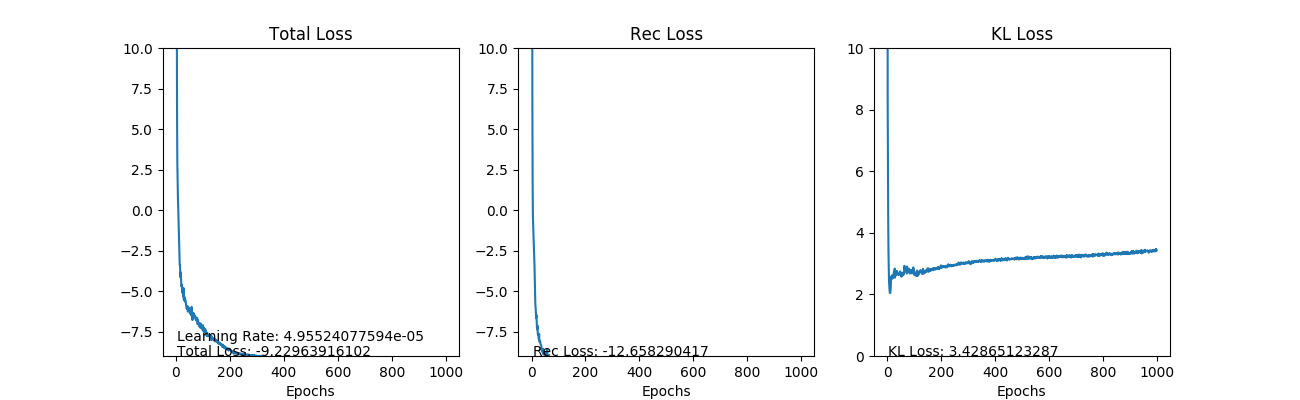 Total Loss
10.0
7.5
5.0
2.5
0.0
−2.5
−5.0
−7.5
Learning Rate: 4.95524077594e-05
Total Loss: -9.22963916102
0 200 400 600 800 1000
Epochs
Rec Loss
10.0
7.5
5.0
2.5
0.0
−2.5
−5.0
−7.5
Rec Loss: -12.658290417
0 200 400 600 800 1000
Epochs
KL Loss
10
8
6
4
2
0
KL Loss: 3.42865123287
0 200 400 600 800 1000
Epochs